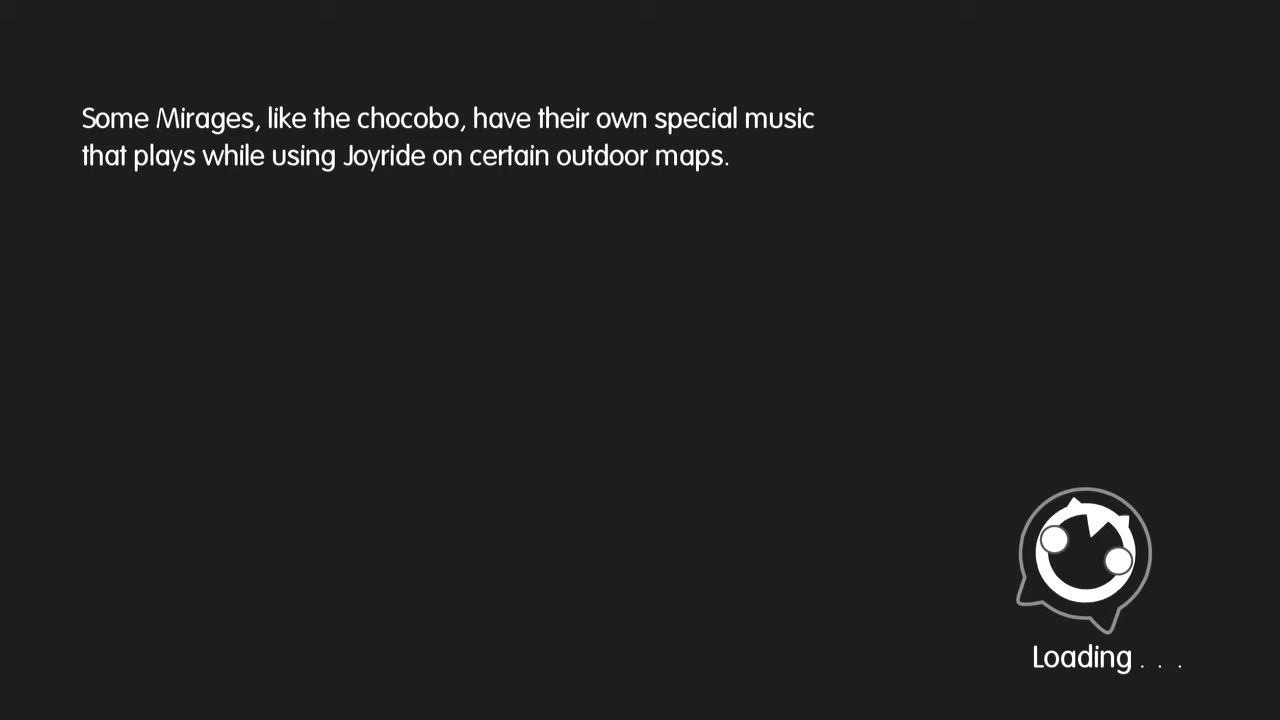 Some Mirages, like the chocobo, have their own special music
that plays while using Joyride on certain outdoor maps.
Loading . . .